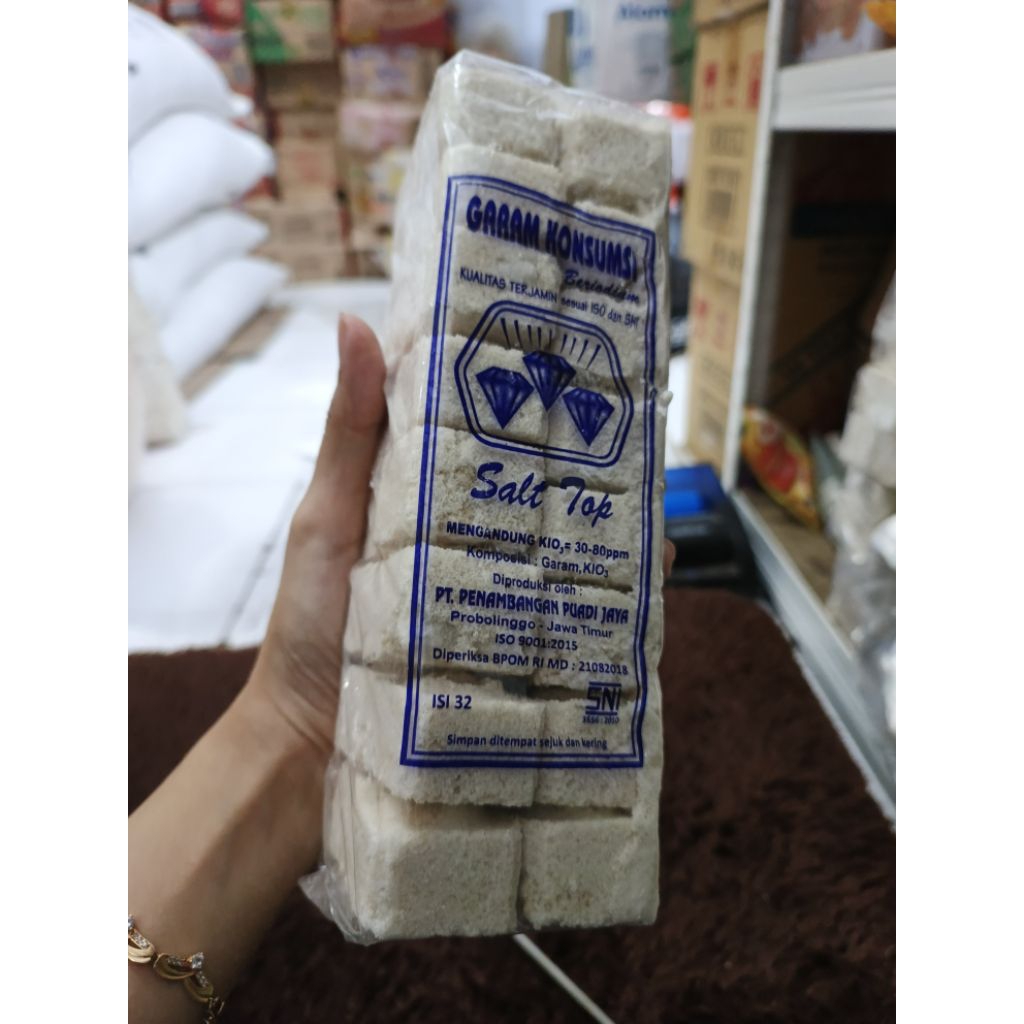 GARAM KONSUMSI
Beriodium
KUALITAS TERJAMIN sesuai ISO dan SNI
Salt Top
MENGANDUNG KIO₃= 30-80ppm
Komposisi : Garam,KIO₃
Diproduksi oleh :
PT. PENAMBANGAN PUADI JAYA
Probolinggo - Jawa Timur
ISO 9001:2015
Diperiksa BPOM RI MD : 21082018
ISI 32
SNI
Simpan ditempat sejuk dan kering